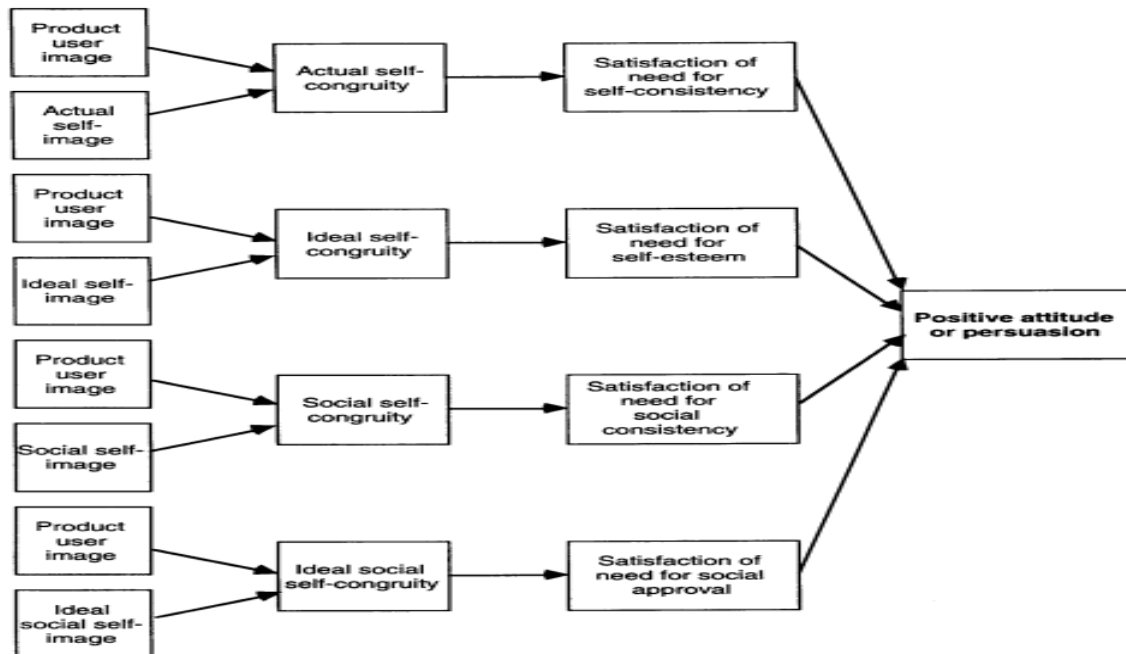 Product
user
image
Actual
self-
image
Actual self-
congruity
Satisfaction of
need for
self-consistency
Product
user
image
Ideal self-
image
Ideal self-
congruity
Satisfaction of
need for
self-esteem
Positive attitude
or persuasion
Product
user
image
Social self-
image
Social self-
congruity
Satisfaction of
need for
social
consistency
Product
user
image
Ideal
social self-
image
Ideal social
self-congruity
Satisfaction of
need for social
approval